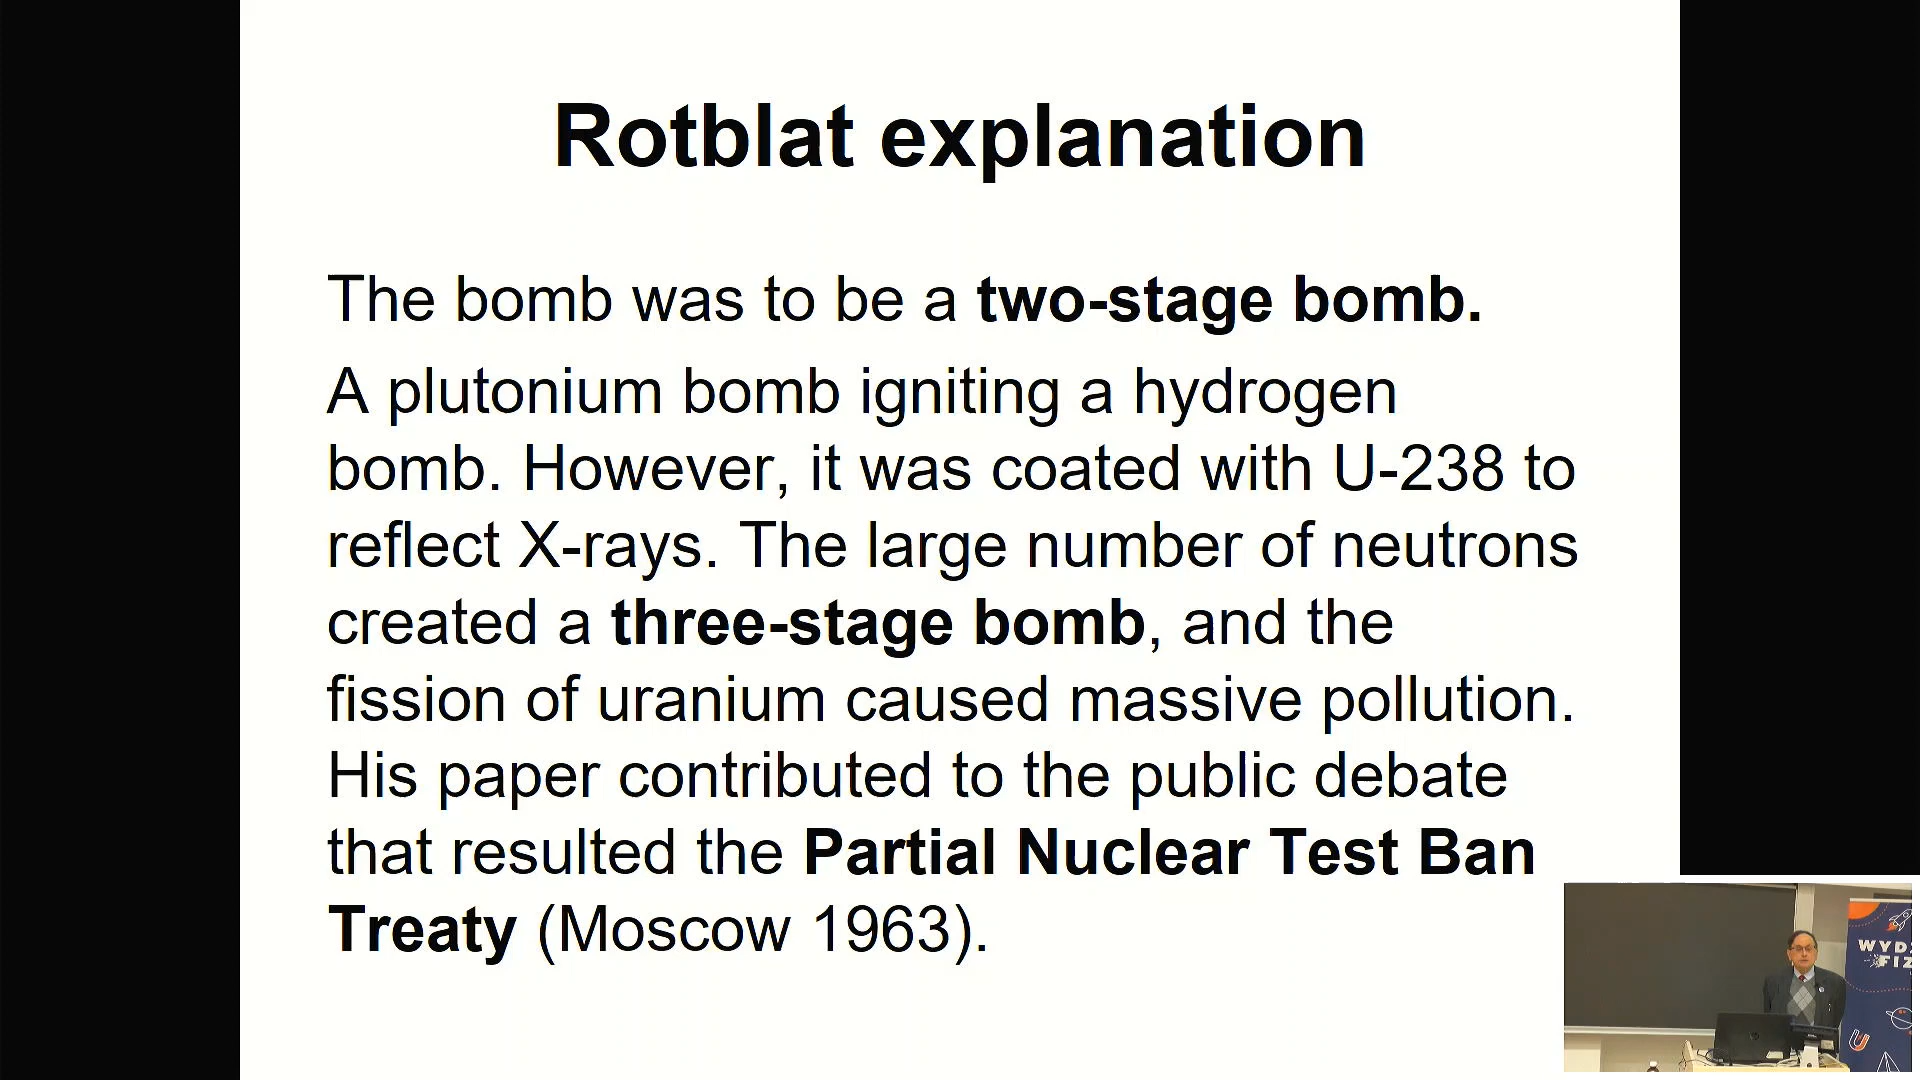 Rotblat explanation
The bomb was to be a two-stage bomb.
A plutonium bomb igniting a hydrogen
bomb. However, it was coated with U-238 to
reflect X-rays. The large number of neutrons
created a three-stage bomb, and the
fission of uranium caused massive pollution.
His paper contributed to the public debate
that resulted the Partial Nuclear Test Ban
Treaty (Moscow 1963).
WYDZ
FIZ